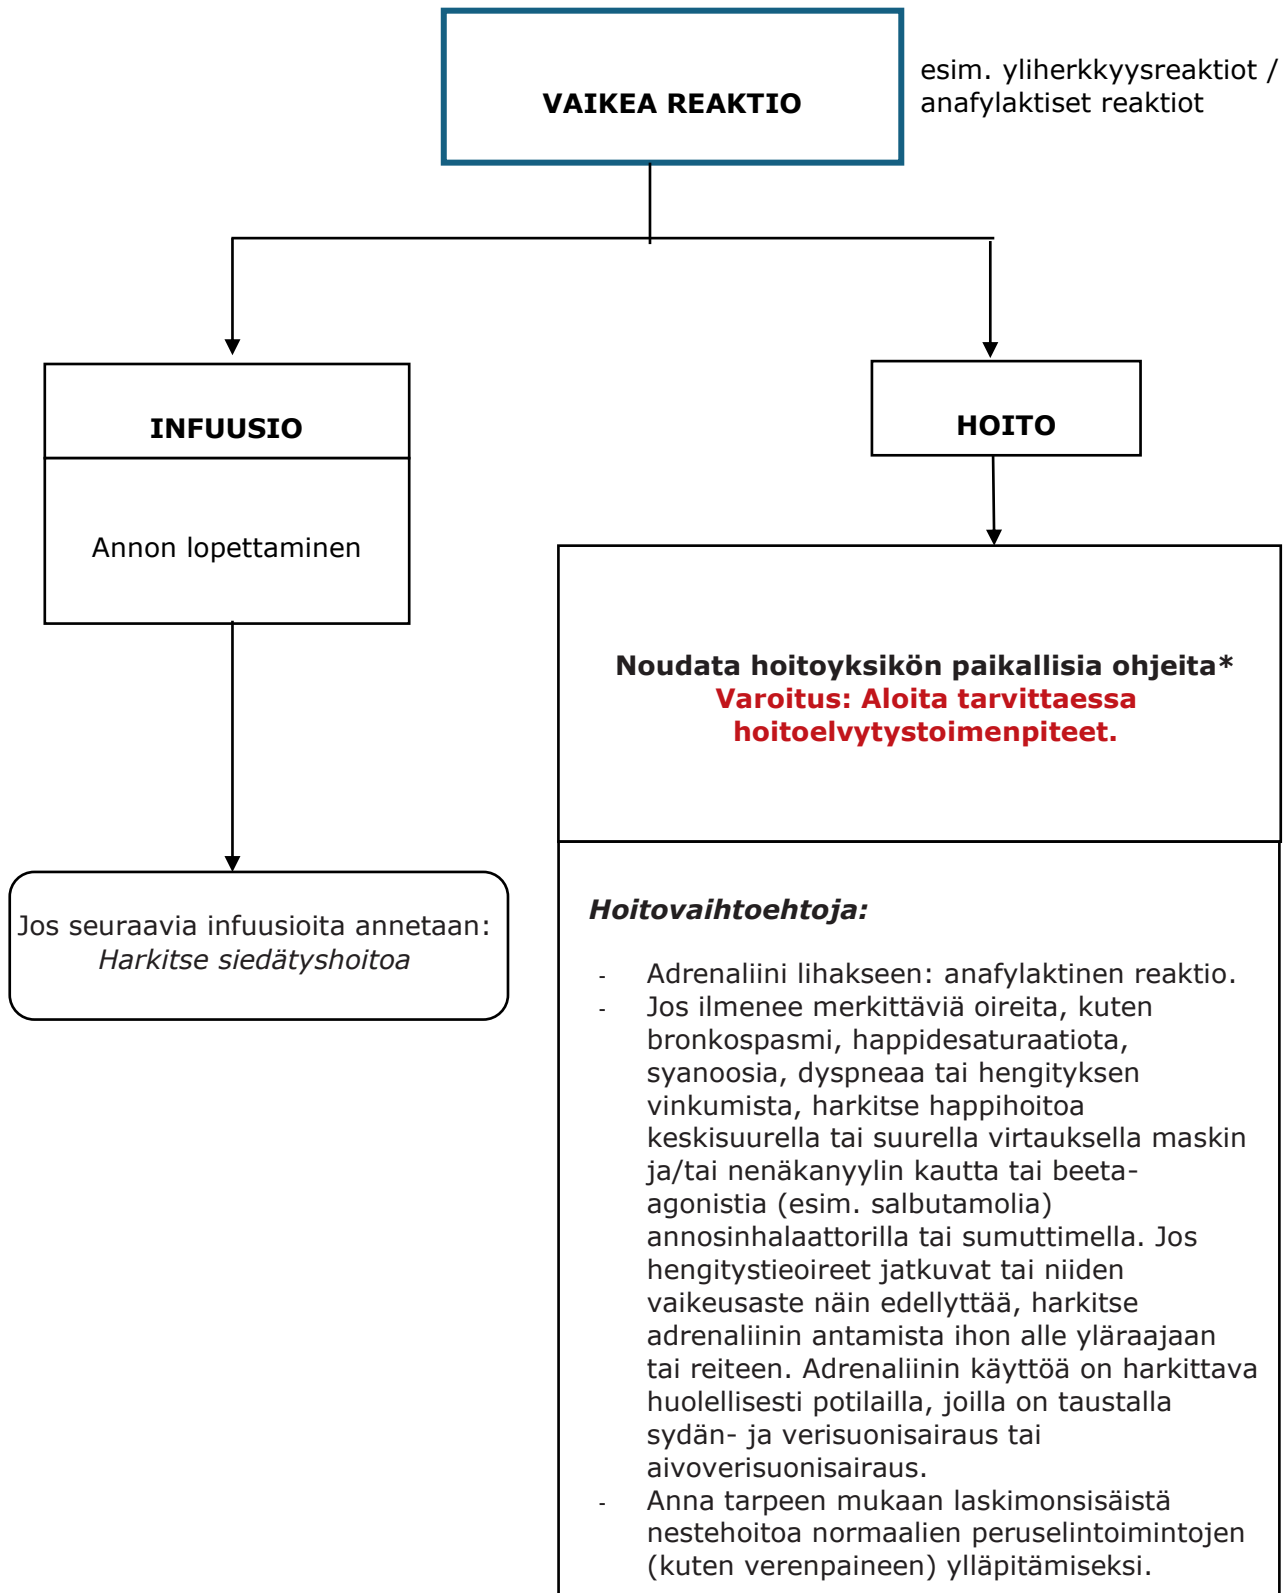 VAIKEA REAKTIO
esim. yliherkkyysreaktiot /
anafylaktiset reaktiot
INFUUSIO
Annon lopettaminen
Jos seuraavia infuusioita annetaan:
Harkitse siedätyshoitoa
HOITO
Noudata hoitoyksikön paikallisia ohjeita*
Varoitus: Aloita tarvittaessa
hoitoelvytystoimenpiteet.
Hoitovaihtoehtoja:
- Adrenaliini lihakseen: anafylaktinen reaktio.
- Jos ilmenee merkittäviä oireita, kuten
bronkospasmi, happidesaturaatiota,
syanoosia, dyspneaa tai hengityksen
vinkumista, harkitse happihoitoa
keskisuurella tai suurella virtauksella maskin
ja/tai nenäkanyylin kautta tai beeta-
agonistia (esim. salbutamolia)
annosinhalaattorilla tai sumuttimella. Jos
hengitystieoireet jatkuvat tai niiden
vaikeusaste näin edellyttää, harkitse
adrenaliinin antamista ihon alle yläraajaan
tai reiteen. Adrenaliinin käyttöä on harkittava
huolellisesti potilailla, joilla on taustalla
sydän- ja verisuonisairaus tai
aivoverisuonisairaus.
- Anna tarpeen mukaan laskimonsisäistä
nestehoitoa normaalien peruselintoimintojen
(kuten verenpaineen) ylläpitämiseksi.